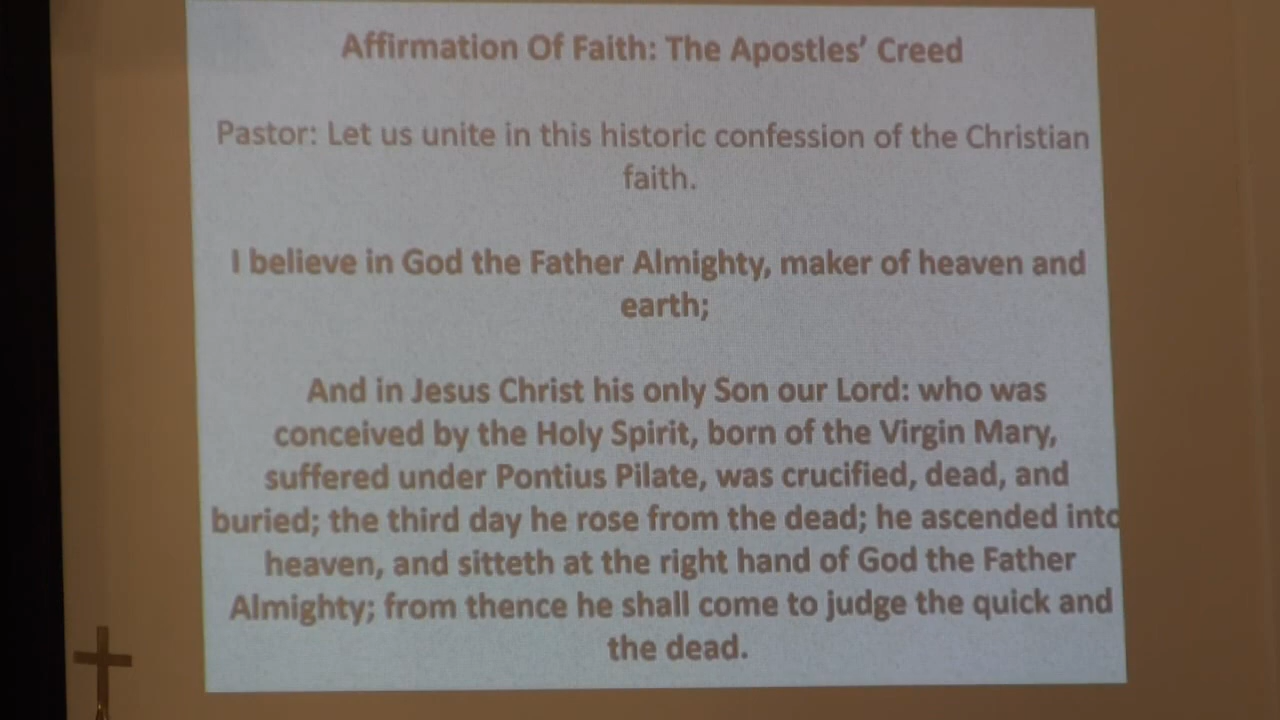 Affirmation Of Faith: The Apostles’ Creed
Pastor: Let us unite in this historic confession of the Christian
faith.
I believe in God the Father Almighty, maker of heaven and
earth;
And in Jesus Christ his only Son our Lord: who was
conceived by the Holy Spirit, born of the Virgin Mary,
suffered under Pontius Pilate, was crucified, dead, and
buried; the third day he rose from the dead; he ascended into
heaven, and sitteth at the right hand of God the Father
Almighty; from thence he shall come to judge the quick and
the dead.